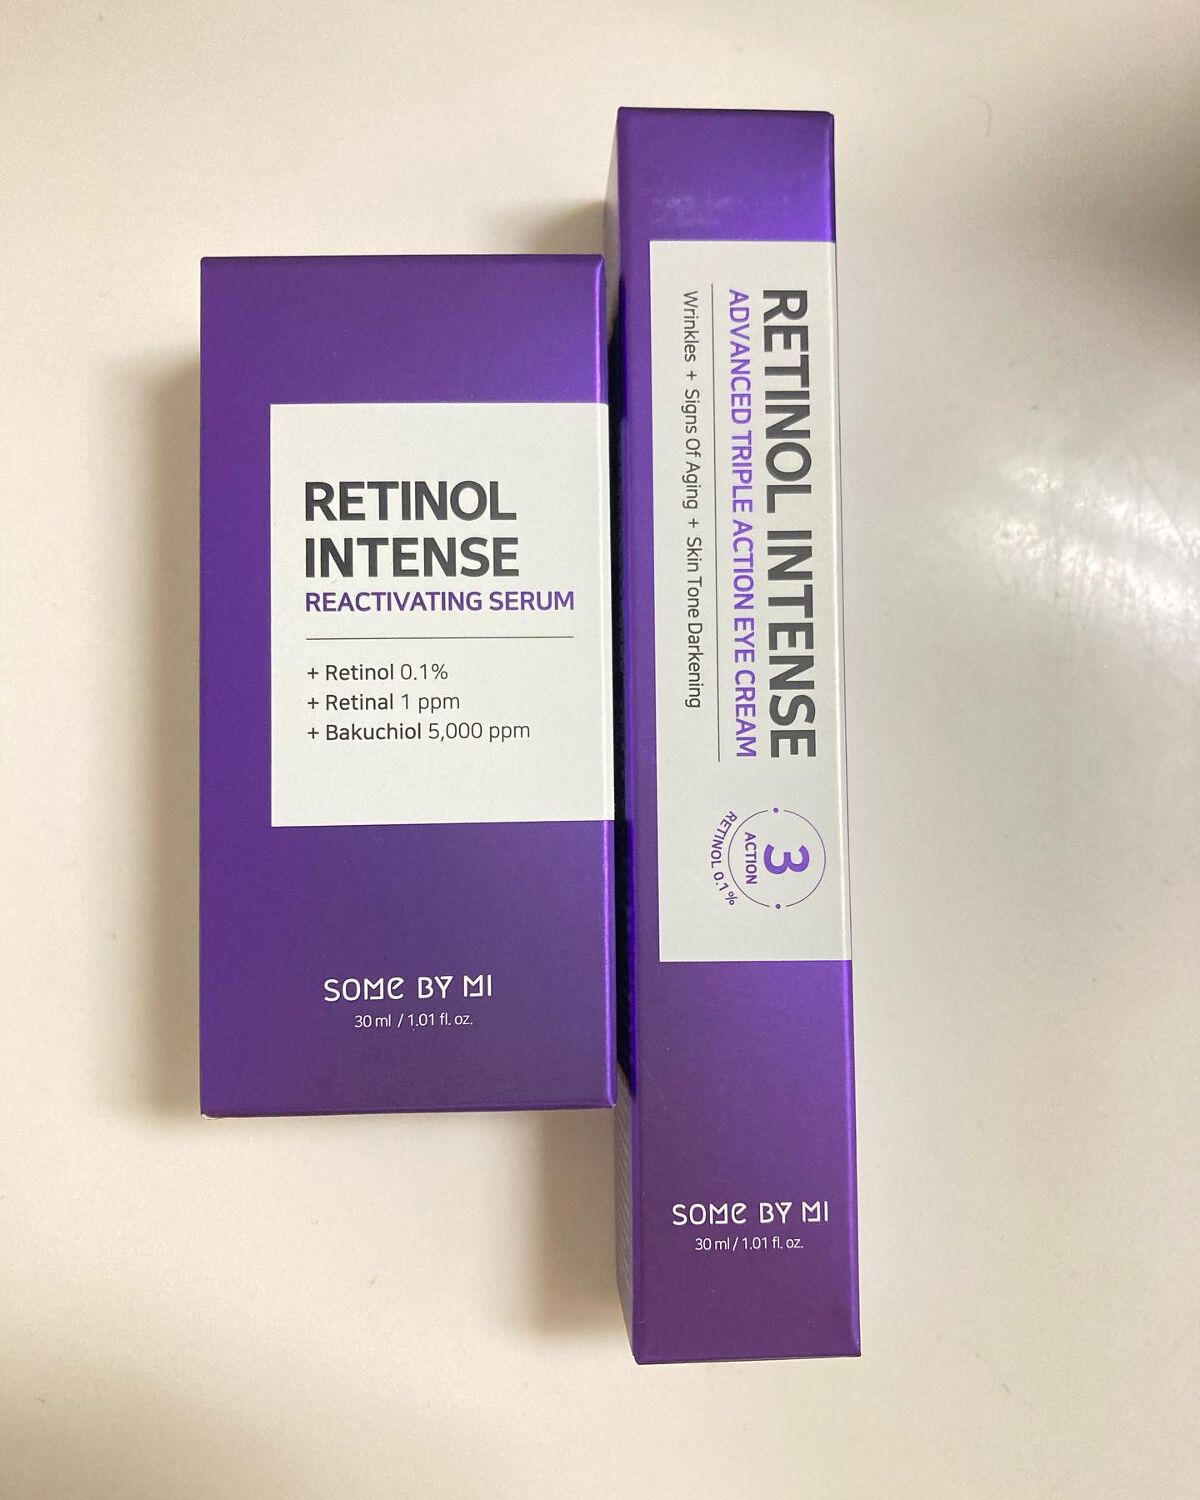 RETINOL
INTENSE
REACTIVATING SERUM
+ Retinol 0.1%
+ Retinal 1 ppm
+ Bakuchiol 5,000 ppm
SOME BY MI
30 ml / 1.01 fl. oz.
RETINOL INTENSE
ADVANCED TRIPLE ACTION EYE CREAM
Wrinkles + Signs Of Aging + Skin Tone Darkening
3
ACTION
RETINOL 0.1%
SOME BY MI
30 ml / 1.01 fl. oz.